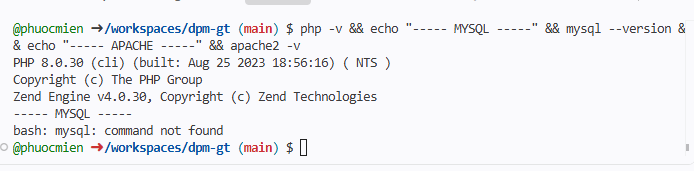 @phuocmien ➜/workspaces/dpm-gt (main) $ php -v && echo "----- MYSQL -----" && mysql --version &
& echo "----- APACHE -----" && apache2 -v
PHP 8.0.30 (cli) (built: Aug 25 2023 18:56:16) ( NTS )
Copyright (c) The PHP Group
Zend Engine v4.0.30, Copyright (c) Zend Technologies
----- MYSQL -----
bash: mysql: command not found
@phuocmien ➜/workspaces/dpm-gt (main) $